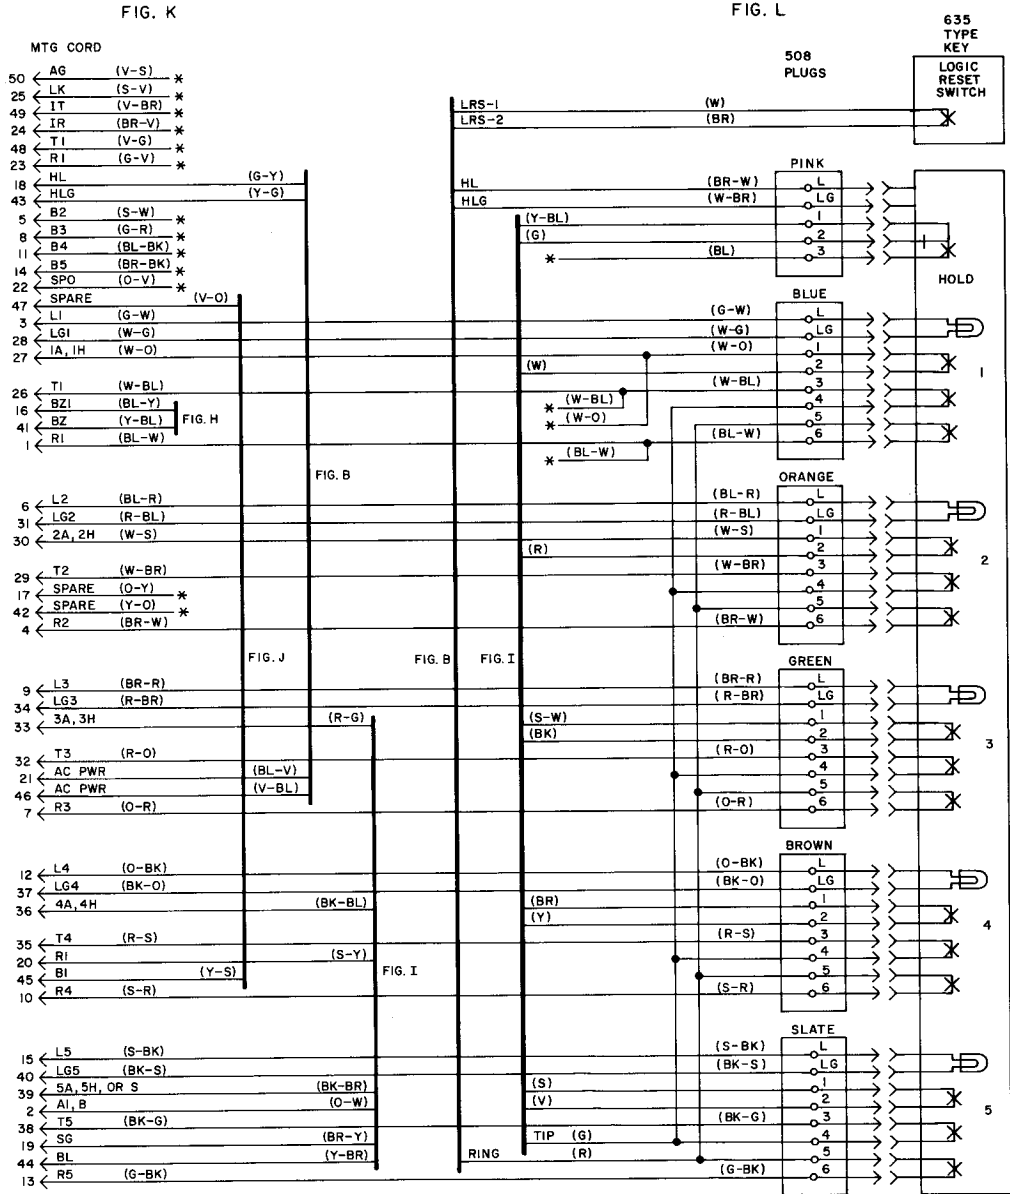 FIG. K
FIG. L
MTG CORD
508
PLUGS
635
TYPE
KEY
LOGIC
RESET
SWITCH
50 AG (V-S) *
25 LK (S-V) *
49 IT (V-BR) *
24 IR (BR-V) *
48 T1 (V-G) *
23 R1 (G-V) *
18 HL (G-Y)
43 HLG (Y-G)
5 B2 (S-W) *
8 B3 (G-R) *
11 B4 (BL-BK) *
14 B5 (BR-BK) *
22 SPO (O-V) *
47 SPARE (V-O)
3 L1 (G-W)
28 LG1 (W-G)
27 1A, 1H (W-O)
26 T1 (W-BL)
16 BZ1 (BL-Y)
41 BZ (Y-BL)
FIG. H
1 R1 (BL-W)
FIG. B
6 L2 (BL-R)
31 LG2 (R-BL)
30 2A, 2H (W-S)
29 T2 (W-BR)
17 SPARE (O-Y) *
42 SPARE (Y-O) *
4 R2 (BR-W)
FIG. J
FIG. B
FIG. I
9 L3 (BR-R)
34 LG3 (R-BR)
33 3A, 3H (R-G)
32 T3 (R-O)
21 AC PWR (BL-V)
46 AC PWR (V-BL)
7 R3 (O-R)
12 L4 (O-BK)
37 LG4 (BK-O)
36 4A, 4H (BK-BL)
35 T4 (R-S)
20 R1 (S-Y)
45 B1 (Y-S)
FIG. I
10 R4 (S-R)
15 L5 (S-BK)
40 LG5 (BK-S)
39 5A, 5H, OR S (BK-BR)
2 A1, B (O-W)
38 T5 (BK-G)
19 SG (BR-Y)
44 BL (Y-BR)
13 R5 (G-BK)
LRS-1 (W)
LRS-2 (BR)
PINK
HL (BR-W) L
HLG (W-BR) LG
(Y-BL) 1
(G) 2
* (BL) 3
HOLD
BLUE
(G-W) L
(W-G) LG
(W-O) 1
(W) 2
(W-BL) 3
* (W-BL) 4
* (W-O) 5
(BL-W) 6
* (BL-W)
1
ORANGE
(BL-R) L
(R-BL) LG
(W-S) 1
(R) 2
(W-BR) 3
4
5
(BR-W) 6
2
GREEN
(BR-R) L
(R-BR) LG
(S-W) 1
(BK) 2
(R-O) 3
4
5
(O-R) 6
3
BROWN
(O-BK) L
(BK-O) LG
(BR) 1
(Y) 2
(R-S) 3
4
5
(S-R) 6
4
SLATE
(S-BK) L
(BK-S) LG
(S) 1
(V) 2
(BK-G) 3
TIP (G) 4
RING (R) 5
(G-BK) 6
5